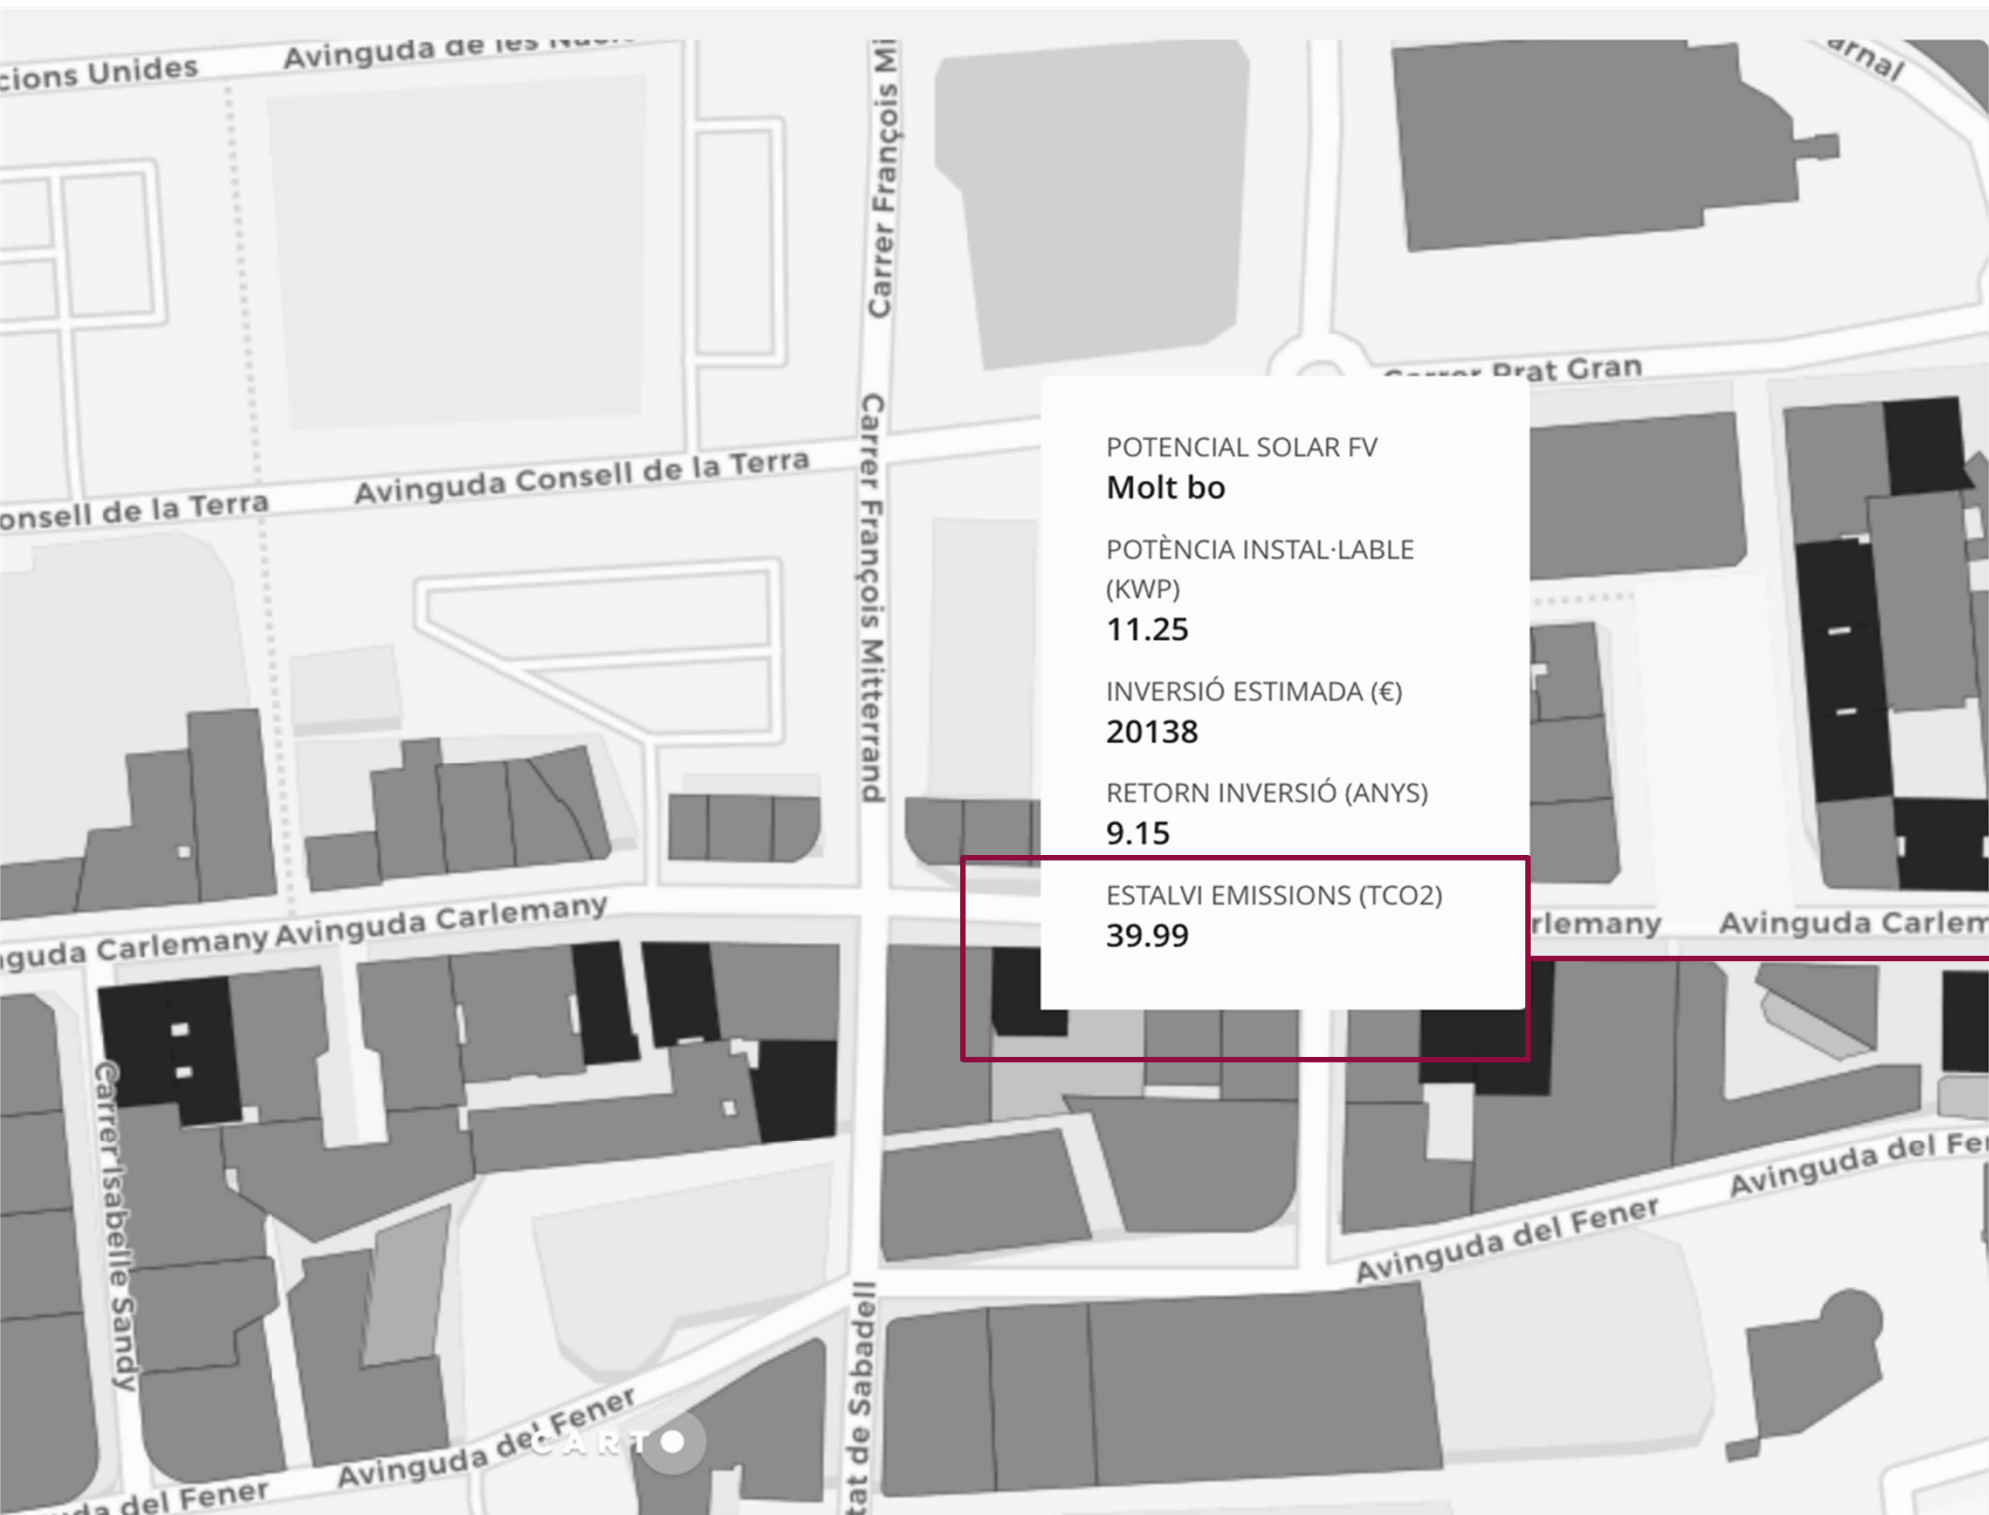 cions Unides
Avinguda de les
arnal
Carrer François Mi
Carrer Prat Gran
Avinguda Consell de la Terra
onsell de la Terra
Carrer François Mitterrand
POTENCIAL SOLAR FV
Molt bo
POTÈNCIA INSTAL·LABLE
(KWP)
11.25
INVERSIÓ ESTIMADA (€)
20138
RETORN INVERSIÓ (ANYS)
9.15
ESTALVI EMISSIONS (TCO2)
39.99
nguda Carlemany
Avinguda Carlemany
rlemany
Avinguda Carlem
Carrer Isabelle Sandy
Avinguda del Fe
Avinguda del Fener
tat de Sabadell
Avinguda del Fener
CARTO
da del Fener